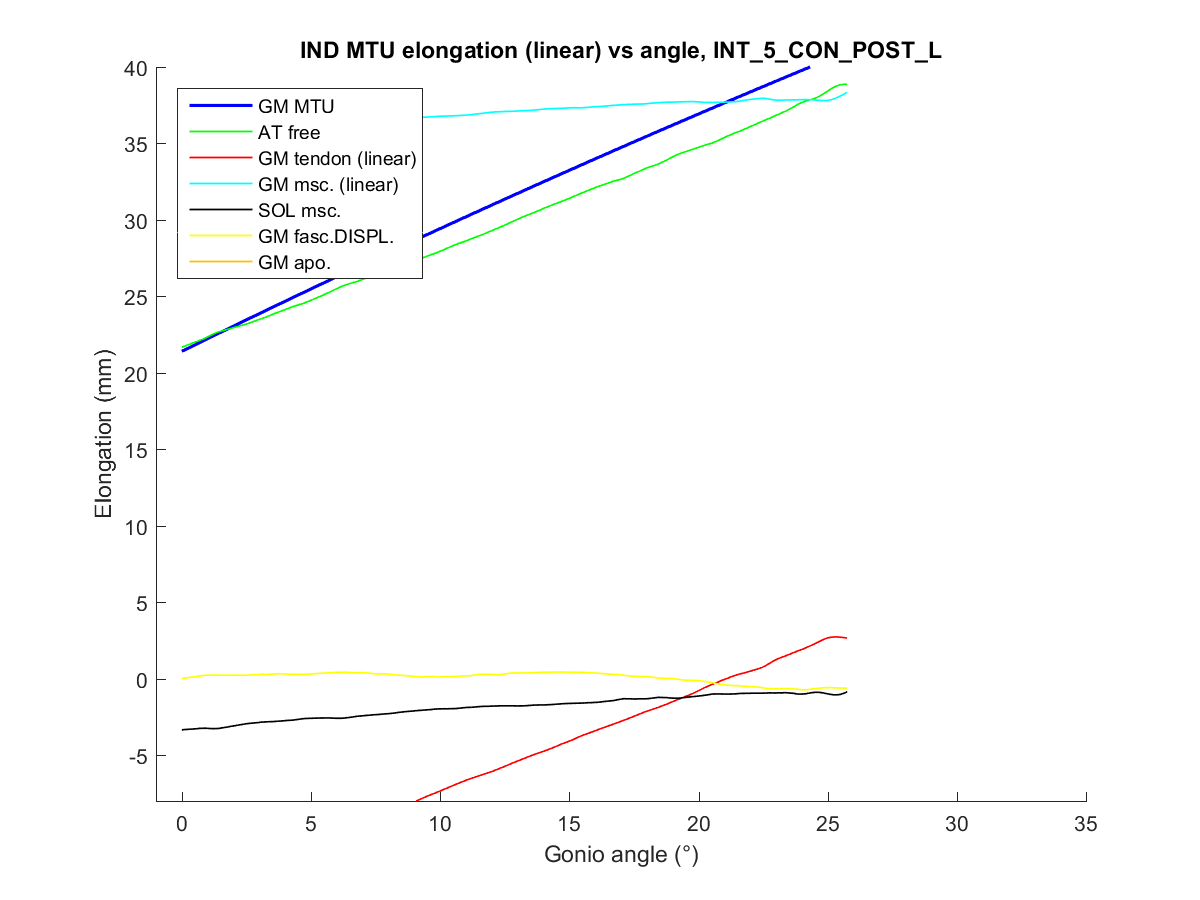 IND MTU elongation (linear) vs angle, INT_5_CON_POST_L
40
35
30
25
20
15
10
5
0
-5
Elongation (mm)
GM MTU
AT free
GM tendon (linear)
GM msc. (linear)
SOL msc.
GM fasc.DISPL.
GM apo.
0 5 10 15 20 25 30 35
Gonio angle (°)